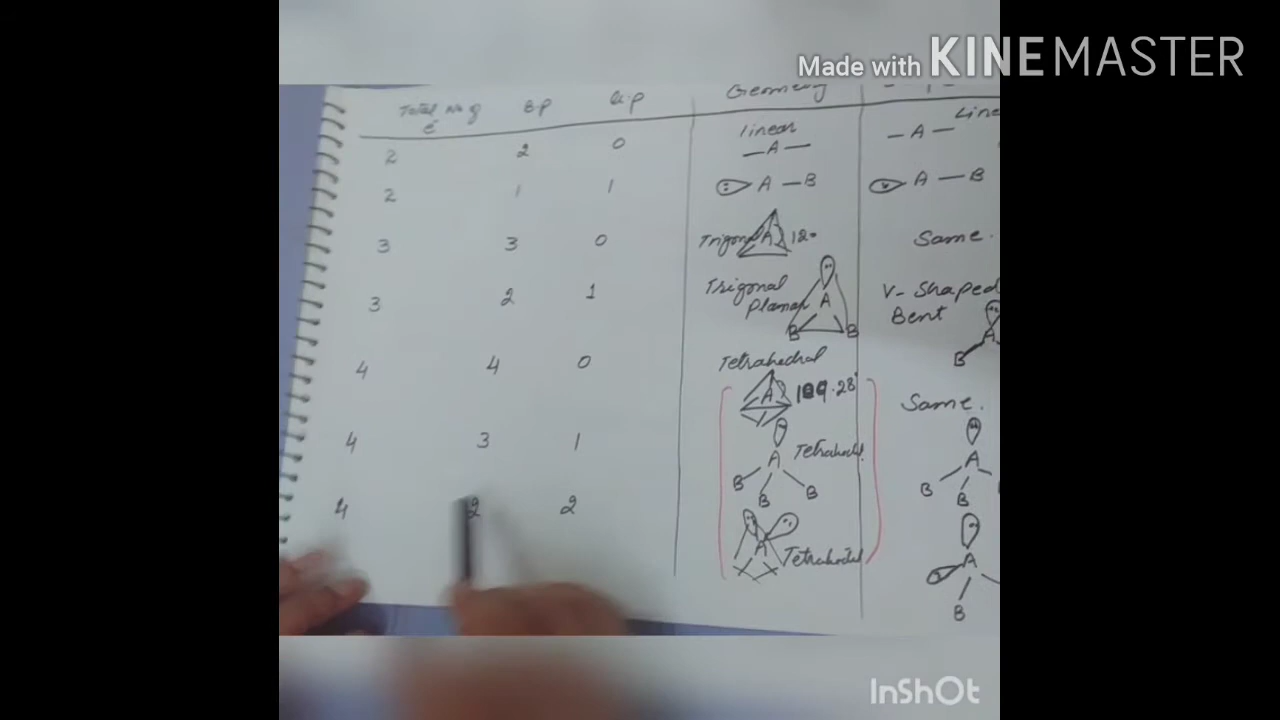 Made with KINEMASTER
Total No of B.P U.P Geometry
e
2 2 0 linear Line
—A— —A—
2 1 1 A—B A—B
3 3 0 Trigonal A 120 Same.
3 2 1 Trigonal Planar V-Shaped
A Bent
B B A
B
4 4 0 Tetrahedral
A 109.28° Same.
4 3 1 A Tetrahedral A
B B B B B
4 2 2 A Tetrahedral A
B
InShOt